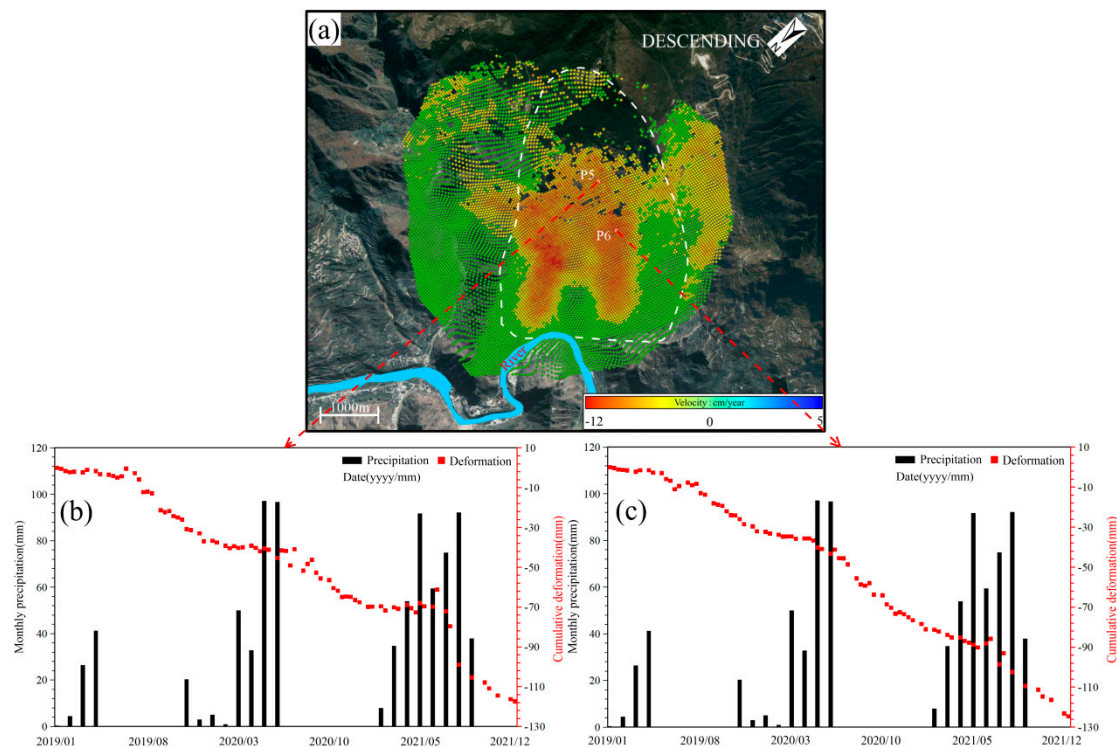 (a)
DESCENDING
N
P5
P6
River
1000m
Velocity : cm/year
-12 0 5
Precipitation Deformation
Date(yyyy/mm)
(b)
Monthly precipitation(mm)
120
100
80
60
40
20
0
Cumulative deformation(mm)
10
-10
-30
-50
-70
-90
-110
-130
2019/01 2019/08 2020/03 2020/10 2021/05 2021/12
Precipitation Deformation
Date(yyyy/mm)
(c)
Monthly precipitation(mm)
120
100
80
60
40
20
0
Cumulative deformation(mm)
10
-10
-30
-50
-70
-90
-110
-130
2019/01 2019/08 2020/03 2020/10 2021/05 2021/12